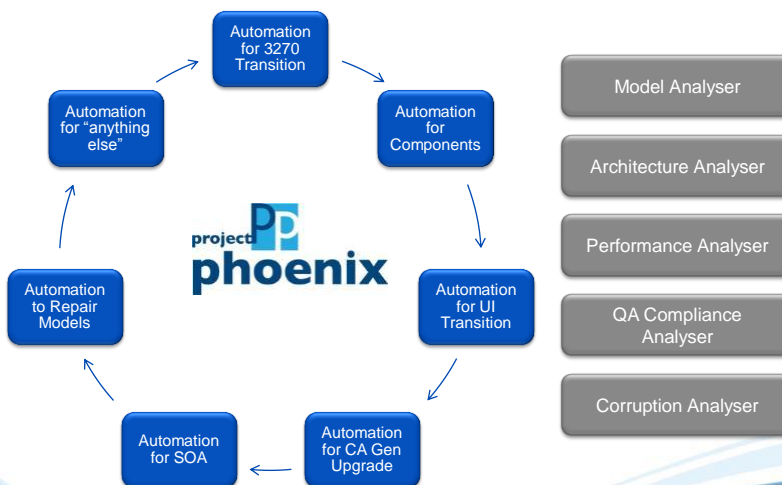 Automation
for 3270
Transition
Automation
for
Components
Automation
for UI
Transition
Automation
for CA Gen
Upgrade
Automation
for SOA
Automation
to Repair
Models
Automation
for “anything
else”
project
PP
phoenix
Model Analyser
Architecture Analyser
Performance Analyser
QA Compliance
Analyser
Corruption Analyser